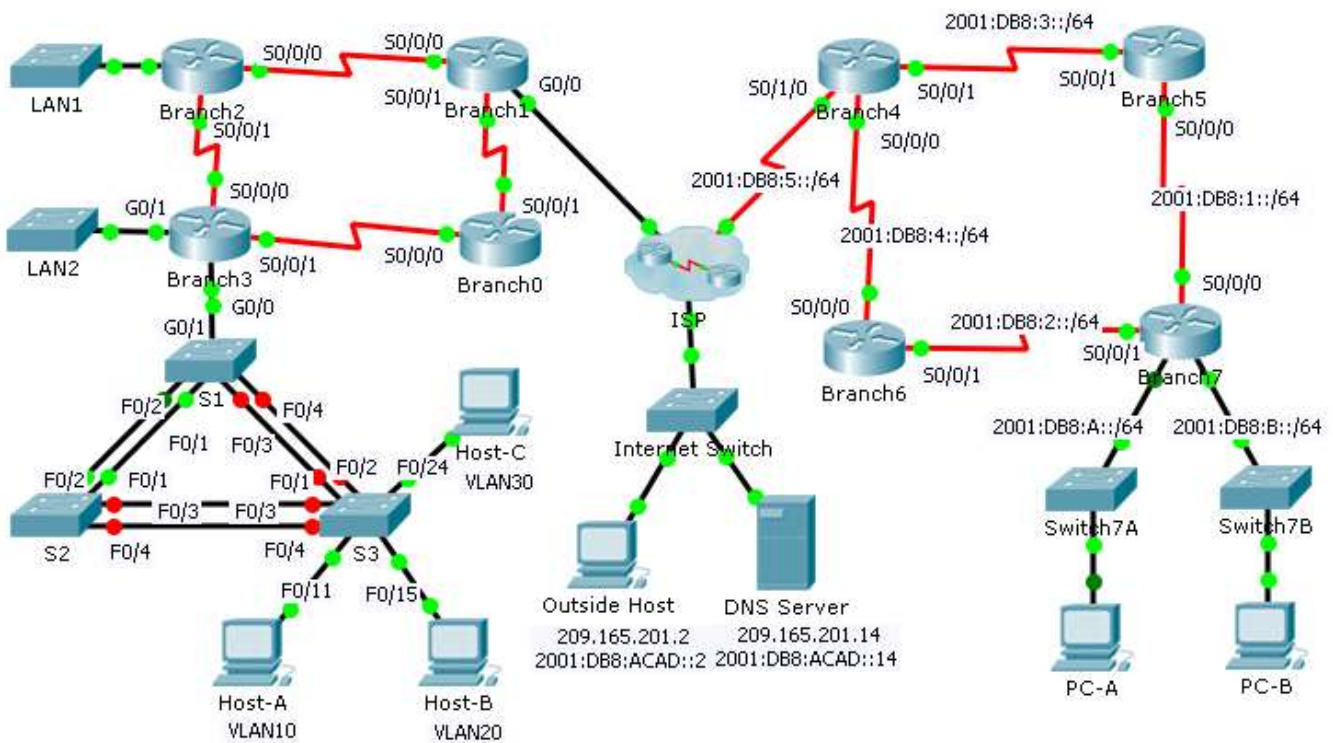 2001:DB8:3::/64
S0/0/0
S0/0/0
G0/0
S0/1/0
S0/0/1
S0/0/1
LAN1
Branch2
S0/0/1
Branch1
Branch4
Branch5
S0/0/1
S0/0/0
S0/0/0
2001:DB8:5::/64
S0/0/0
G0/1
S0/0/1
2001:DB8:1::/64
2001:DB8:4::/64
LAN2
S0/0/1
S0/0/0
Branch3
Branch0
G0/0
S0/0/0
S0/0/0
ISP
2001:DB8:2::/64
G0/1
S0/0/1
Branch6
S0/0/1
Branch7
S1
F0/2
F0/4
F0/1
F0/3
Host-C
VLAN30
Internet Switch
2001:DB8:A::/64
2001:DB8:B::/64
F0/2
F0/1
F0/1
F0/2
F0/24
F0/3
F0/3
S2
F0/4
F0/4
S3
Switch7A
Switch7B
F0/11
F0/15
Outside Host
209.165.201.2
2001:DB8:ACAD::2
DNS Server
209.165.201.14
2001:DB8:ACAD::14
Host-A
VLAN10
Host-B
VLAN20
PC-A
PC-B